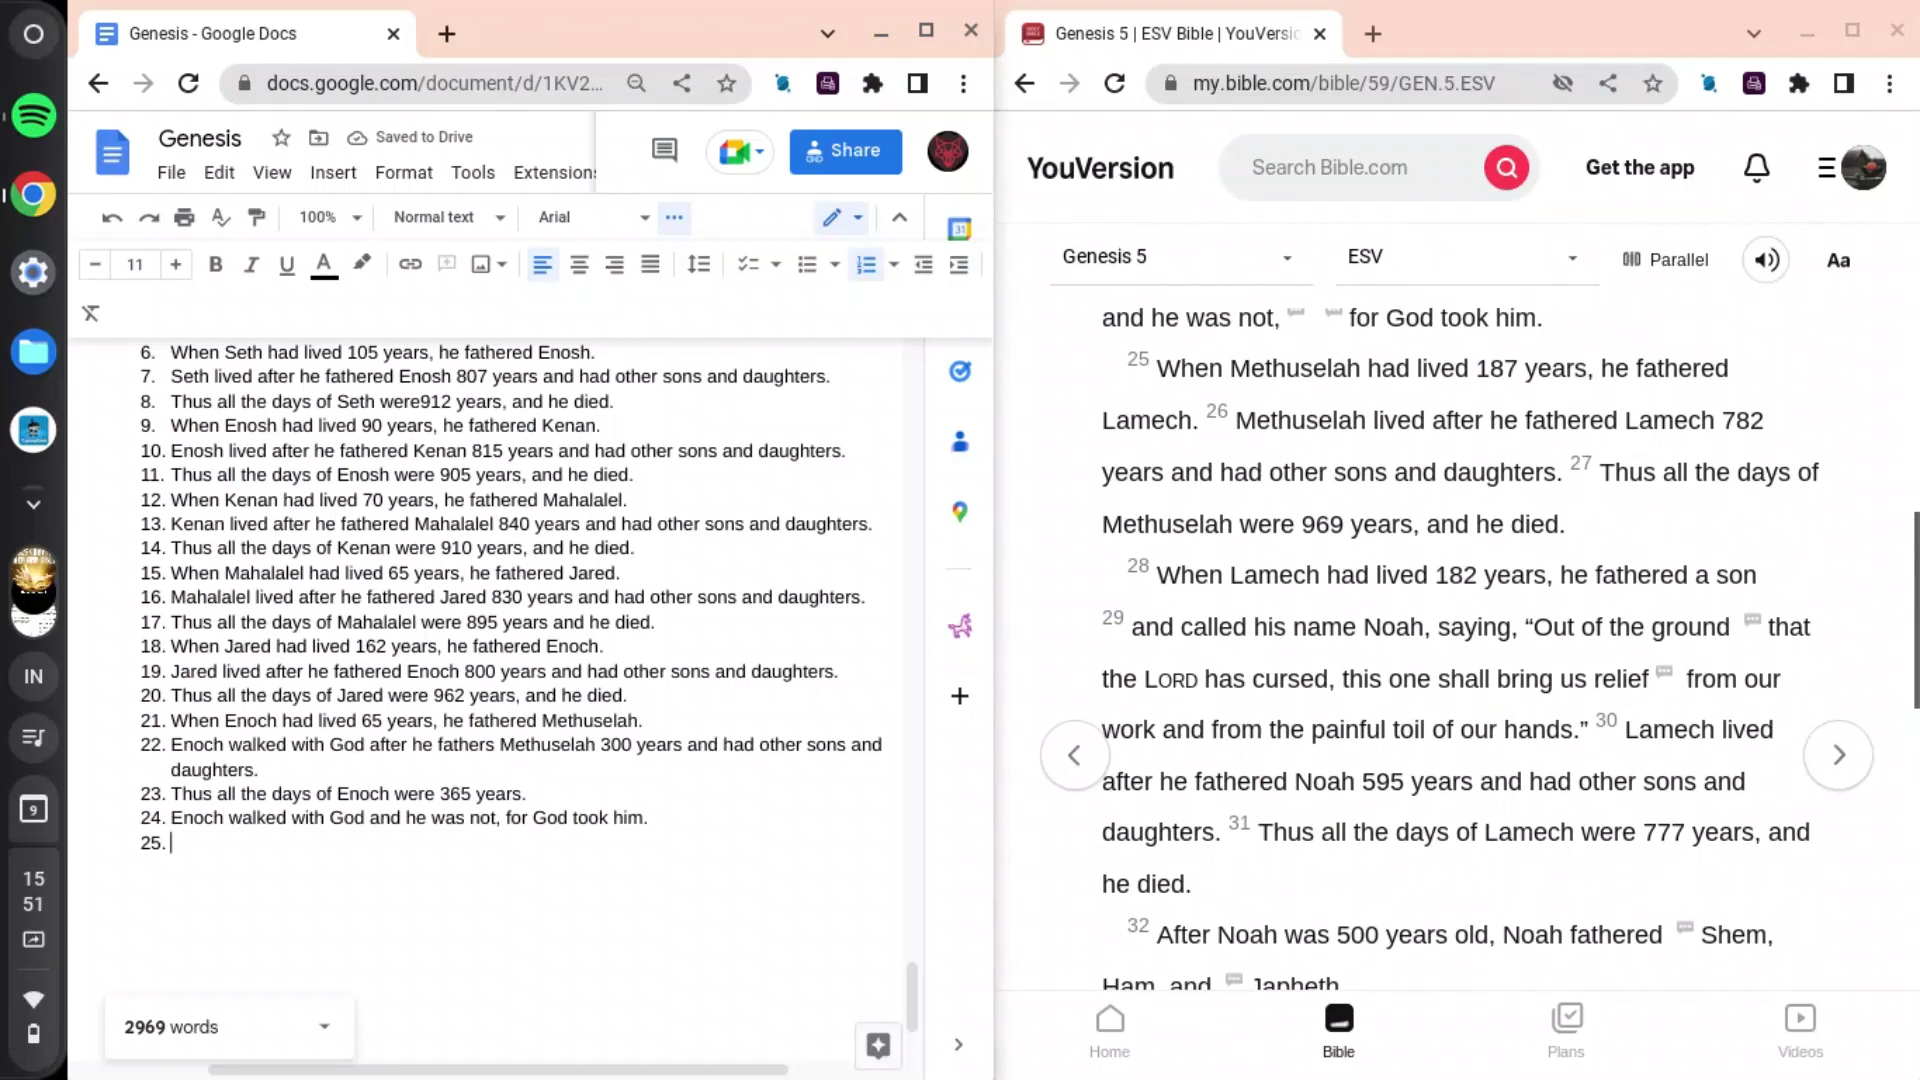 Genesis - Google Docs
docs.google.com/document/d/1KV2...
Genesis
Saved to Drive
Share
File Edit View Insert Format Tools Extensions
100% Normal text Arial
31
11 B I U A
6. When Seth had lived 105 years, he fathered Enosh.
7. Seth lived after he fathered Enosh 807 years and had other sons and daughters.
8. Thus all the days of Seth were912 years, and he died.
9. When Enosh had lived 90 years, he fathered Kenan.
10. Enosh lived after he fathered Kenan 815 years and had other sons and daughters.
11. Thus all the days of Enosh were 905 years, and he died.
12. When Kenan had lived 70 years, he fathered Mahalalel.
13. Kenan lived after he fathered Mahalalel 840 years and had other sons and daughters.
14. Thus all the days of Kenan were 910 years, and he died.
15. When Mahalalel had lived 65 years, he fathered Jared.
16. Mahalalel lived after he fathered Jared 830 years and had other sons and daughters.
17. Thus all the days of Mahalalel were 895 years and he died.
18. When Jared had lived 162 years, he fathered Enoch.
19. Jared lived after he fathered Enoch 800 years and had other sons and daughters.
20. Thus all the days of Jared were 962 years, and he died.
21. When Enoch had lived 65 years, he fathered Methuselah.
22. Enoch walked with God after he fathers Methuselah 300 years and had other sons and
daughters.
23. Thus all the days of Enoch were 365 years.
24. Enoch walked with God and he was not, for God took him.
25.
2969 words
IN
9
15
51
Genesis 5 | ESV Bible | YouVersic
my.bible.com/bible/59/GEN.5.ESV
YouVersion Search Bible.com Get the app
Genesis 5 ESV Parallel Aa
and he was not, for God took him.
25 When Methuselah had lived 187 years, he fathered
Lamech. 26 Methuselah lived after he fathered Lamech 782
years and had other sons and daughters. 27 Thus all the days of
Methuselah were 969 years, and he died.
28 When Lamech had lived 182 years, he fathered a son
29 and called his name Noah, saying, “Out of the ground that
the LORD has cursed, this one shall bring us relief from our
work and from the painful toil of our hands.” 30 Lamech lived
after he fathered Noah 595 years and had other sons and
daughters. 31 Thus all the days of Lamech were 777 years, and
he died.
32 After Noah was 500 years old, Noah fathered Shem,
Ham, and Japheth.
Home Bible Plans Videos